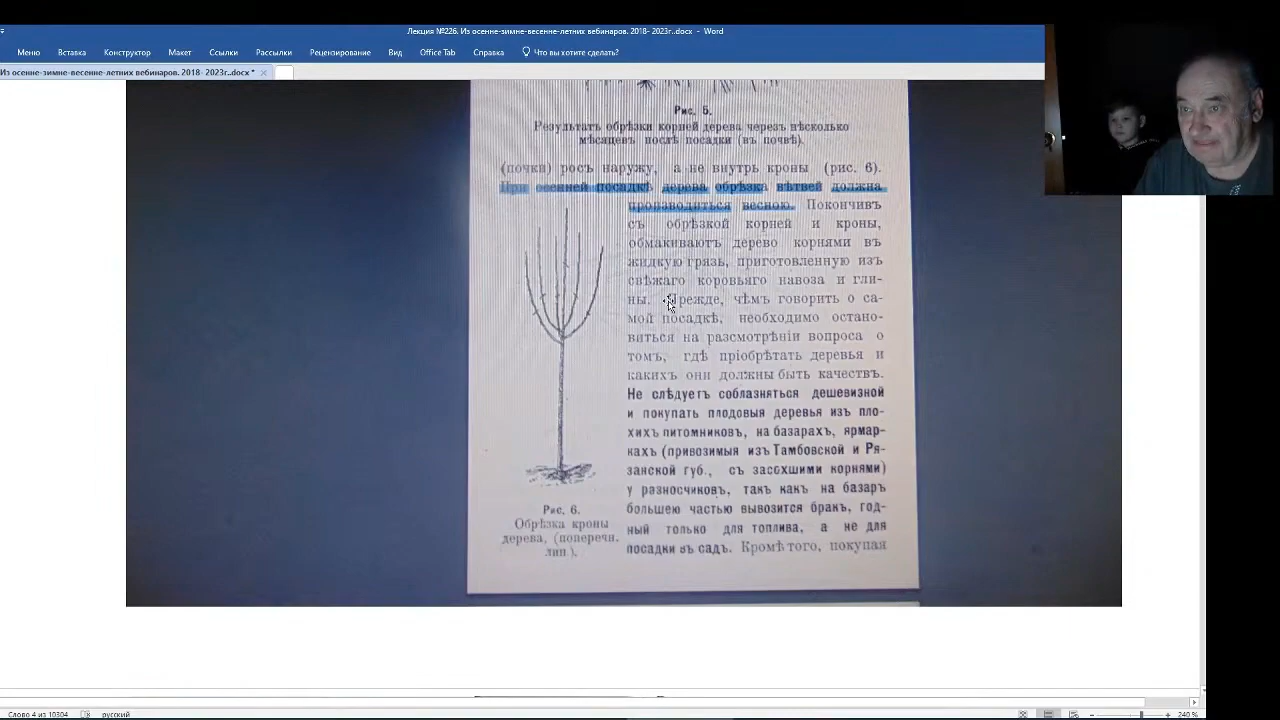 Лекция №226. Из осенне-зимне-весенне-летних вебинаров. 2018- 2023г..docx - Word
Меню Вставка Конструктор Макет Ссылки Рассылки Рецензирование Вид Office Tab Справка Что вы хотите сделать?
Из осенне-зимне-весенне-летних вебинаров. 2018- 2023г..docx *
Рис. 5.
Результатъ обрѣзки корней дерева черезъ нѣсколько
мѣсяцевъ послѣ посадки (въ почвѣ).
(почки) росъ наружу, а не внутрь кроны (рис. 6).
При осенней посадкѣ дерева обрѣзка вѣтвей должна
производиться весною. Покончивъ
съ обрѣзкой корней и кроны,
обмакиваютъ дерево корнями въ
жидкую грязь, приготовленную изъ
свѣжаго коровьяго навоза и гли-
ны. Прежде, чѣмъ говорить о са-
мой посадкѣ, необходимо остано-
виться на разсмотрѣніи вопроса о
томъ, гдѣ пріобрѣтать деревья и
какихъ они должны быть качествъ.
Не слѣдуетъ соблазняться дешевизной
и покупать плодовыя деревья изъ пло-
хихъ питомниковъ, на базарахъ, ярмар-
кахъ (привозимыя изъ Тамбовской и Ря-
занской губ., съ засохшими корнями)
у разносчиковъ, такъ какъ на базаръ
большею частью вывозится бракъ, год-
ный только для топлива, а не для
посадки въ садъ. Кромѣ того, покупая
Рис. 6.
Обрѣзка кроны
дерева, (поперечн.
лин.).
Слово 4 из 10304 русский 240 %